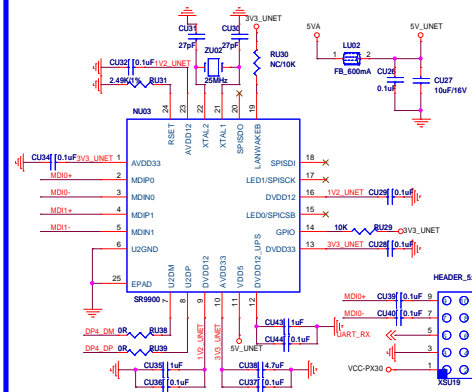 CU31
27pF
CU30
27pF
3V3_UNET
5VA
5V_UNET
ZU02
25MHz
RU30
NC/10K
LU02
1
2
FB_600mA
CU32
0.1uF
1V2_UNET
2.49K/1%
RU31
CU26
0.1uF
CU27
10uF/16V
24
23
22
21
20
19
NU03
RSET
AVDD12
XTAL2
XTAL1
SPISDO
LANWAKEB
CU34
0.1uF
3V3_UNET
1
AVDD33
SPISDI
18
MDI0+
2
MDIP0
LED1/SPISCK
17
MDI0-
3
MDIN0
DVDD12
16
1V2_UNET
CU29
0.1uF
MDI1+
4
MDIP1
LED0/SPICSB
15
MDI1-
5
MDIN1
GPIO
14
10K
RU29
3V3_UNET
6
U2GND
DVDD33
13
3V3_UNET
CU28
0.1uF
25
EPAD
U2DM
U2DP
DVDD12
AVDD33
VDD5
DVDD12_UPS
SR9900
7
8
9
10
11
12
HEADER_5
MDI0+
CU39
0.1uF
9
MDI0-
CU40
0.1uF
7
UART_RX
5
3
VCC-PX30
1
XSU19
CU43
1uF
CU44
0.1uF
DP4_DM
0R
RU38
DP4_DP
0R
RU39
1V2_UNET
3V3_UNET
5V_UNET
CU35
1uF
CU36
0.1uF
CU38
4.7uF
CU37
0.1uF